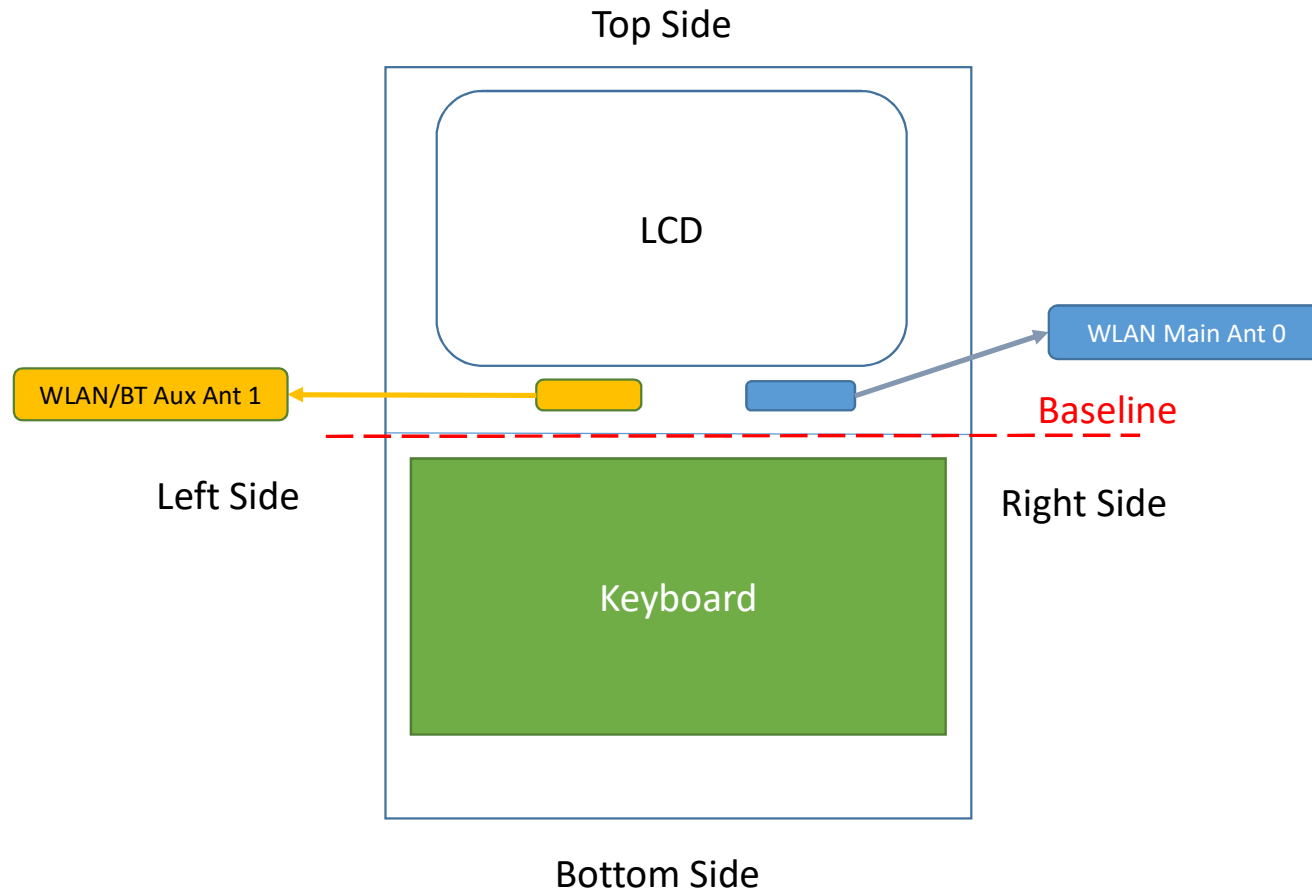 Top Side
LCD
WLAN Main Ant 0
WLAN/BT Aux Ant 1
Baseline
Left Side
Right Side
Keyboard
Bottom Side